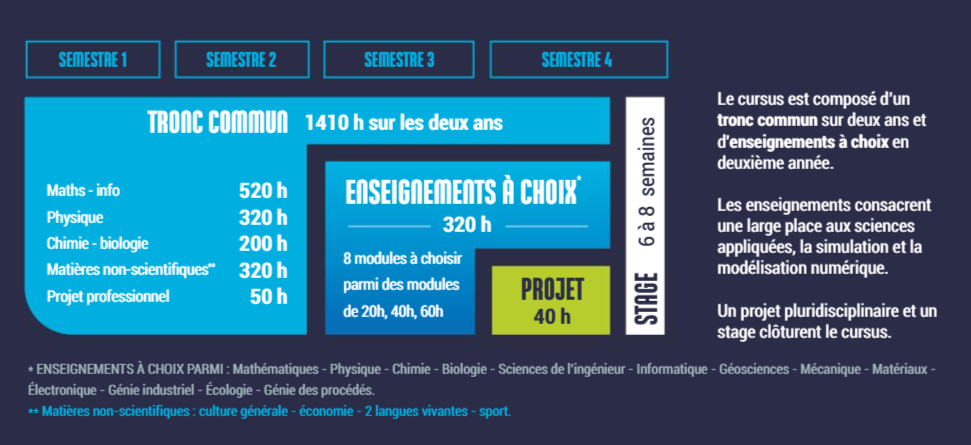 SEMESTRE 1
SEMESTRE 2
SEMESTRE 3
SEMESTRE 4
TRONC COMMUN 1410 h sur les deux ans
Maths - info 520 h
Physique 320 h
Chimie - biologie 200 h
Matières non-scientifiques** 320 h
Projet professionnel 50 h
ENSEIGNEMENTS À CHOIX*
320 h
8 modules à choisir
parmi des modules
de 20h, 40h, 60h
PROJET
40 h
STAGE 6 à 8 semaines
Le cursus est composé d'un
tronc commun sur deux ans et
d'enseignements à choix en
deuxième année.
Les enseignements consacrent
une large place aux sciences
appliquées, la simulation et la
modélisation numérique.
Un projet pluridisciplinaire et un
stage clôturent le cursus.
* ENSEIGNEMENTS À CHOIX PARMI : Mathématiques - Physique - Chimie - Biologie - Sciences de l'ingénieur - Informatique - Géosciences - Mécanique - Matériaux -
Électronique - Génie industriel - Écologie - Génie des procédés.
** Matières non-scientifiques : culture générale - économie - 2 langues vivantes - sport.